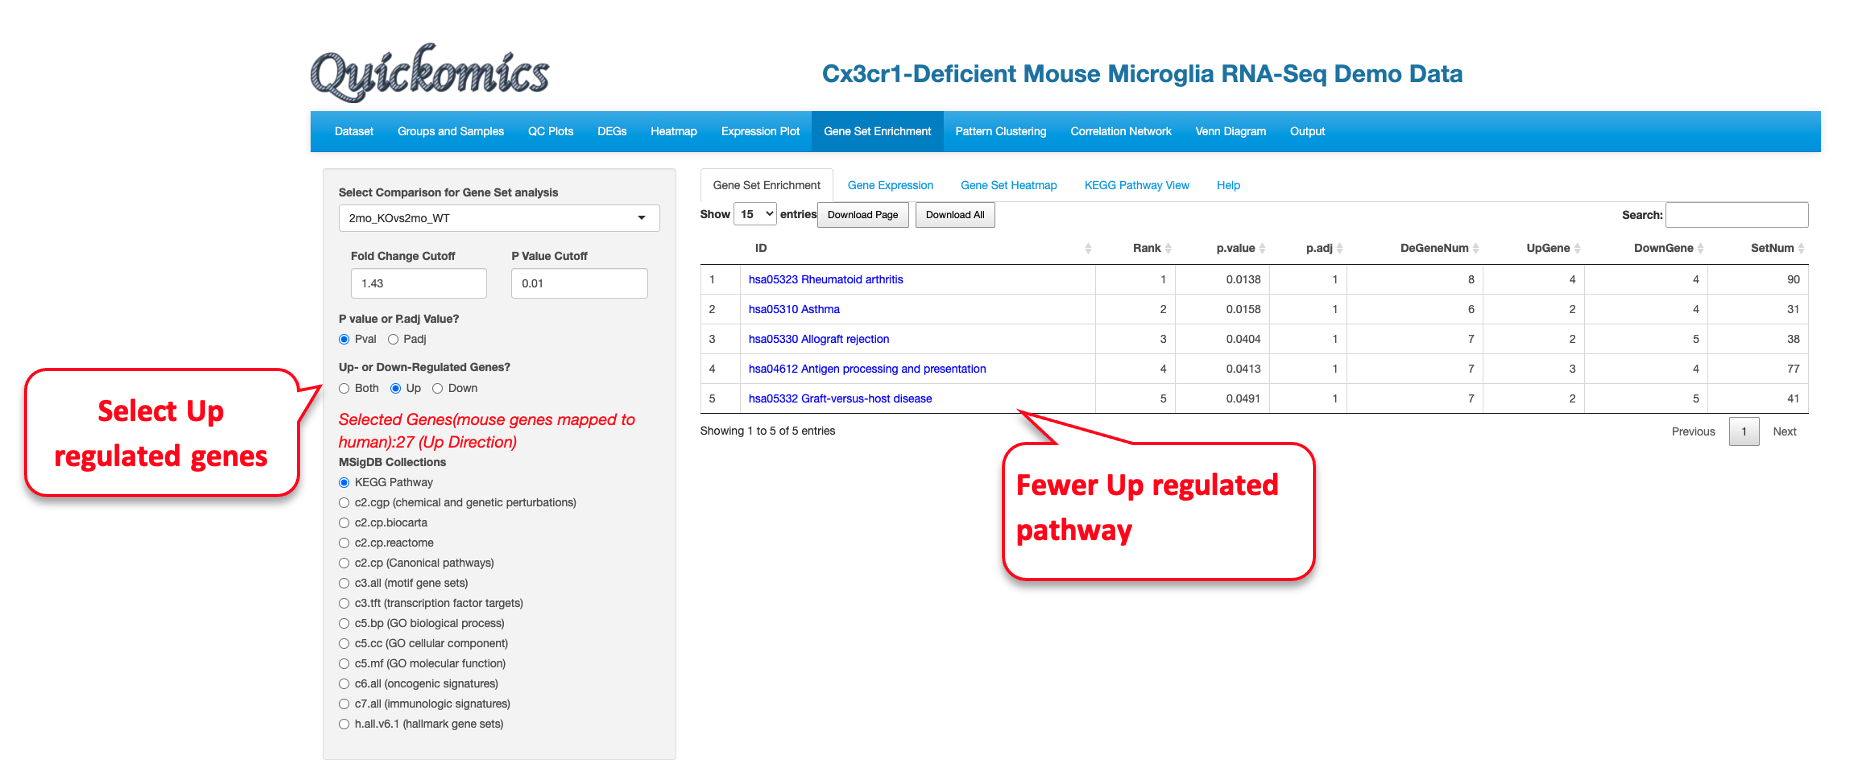 Quickomics
Cx3cr1-Deficient Mouse Microglia RNA-Seq Demo Data
Dataset Groups and Samples QC Plots DEGs Heatmap Expression Plot Gene Set Enrichment Pattern Clustering Correlation Network Venn Diagram Output
Select Comparison for Gene Set analysis
2mo_KOvs2mo_WT
Fold Change Cutoff P Value Cutoff
1.43 0.01
P value or P.adj Value?
Pval Padj
Up- or Down-Regulated Genes?
Both Up Down
Selected Genes(mouse genes mapped to
human):27 (Up Direction)
MSigDB Collections
KEGG Pathway
c2.cgp (chemical and genetic perturbations)
c2.cp.biocarta
c2.cp.reactome
c2.cp (Canonical pathways)
c3.all (motif gene sets)
c3.tft (transcription factor targets)
c5.bp (GO biological process)
c5.cc (GO cellular component)
c5.mf (GO molecular function)
c6.all (oncogenic signatures)
c7.all (immunologic signatures)
h.all.v6.1 (hallmark gene sets)
Select Up
regulated genes
Gene Set Enrichment Gene Expression Gene Set Heatmap KEGG Pathway View Help
Show 15 entries Download Page Download All Search:
ID Rank p.value p.adj DeGeneNum UpGene DownGene SetNum
1 hsa05323 Rheumatoid arthritis 1 0.0138 1 8 4 4 90
2 hsa05310 Asthma 2 0.0158 1 6 2 4 31
3 hsa05330 Allograft rejection 3 0.0404 1 7 2 5 38
4 hsa04612 Antigen processing and presentation 4 0.0413 1 7 3 4 77
5 hsa05332 Graft-versus-host disease 5 0.0491 1 7 2 5 41
Showing 1 to 5 of 5 entries Previous 1 Next
Fewer Up regulated
pathway